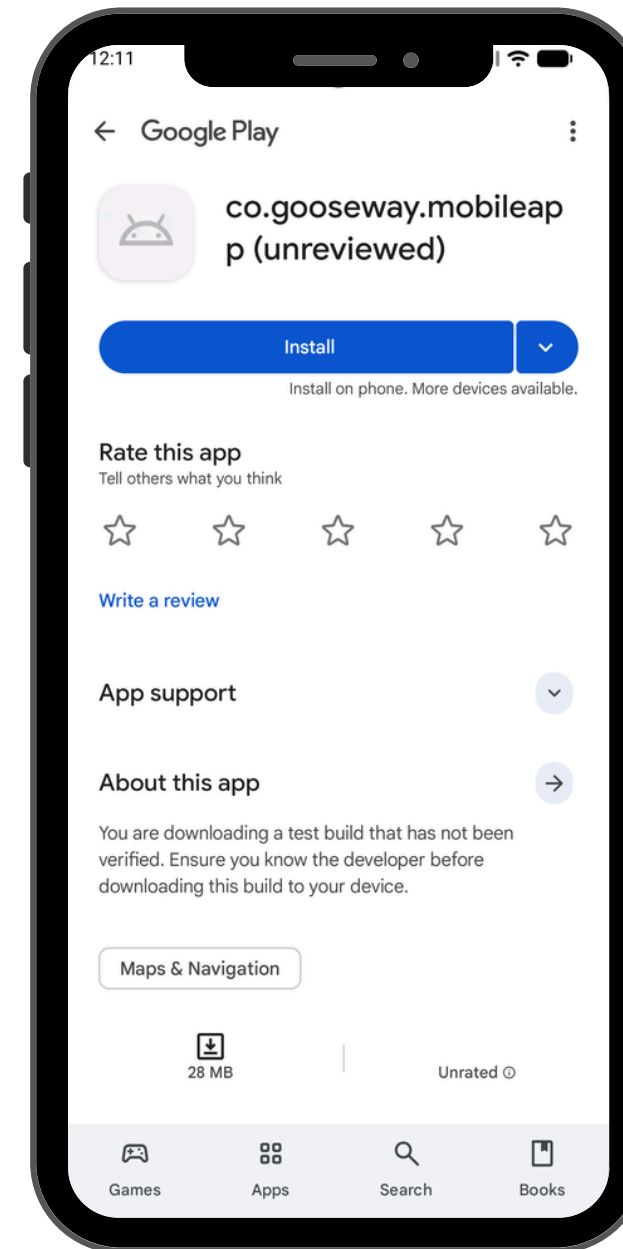 12:11
Google Play
co.gooseway.mobileap
p (unreviewed)
Install
Install on phone. More devices available.
Rate this app
Tell others what you think
Write a review
App support
About this app
You are downloading a test build that has not been
verified. Ensure you know the developer before
downloading this build to your device.
Maps & Navigation
28 MB
Unrated
Games
Apps
Search
Books